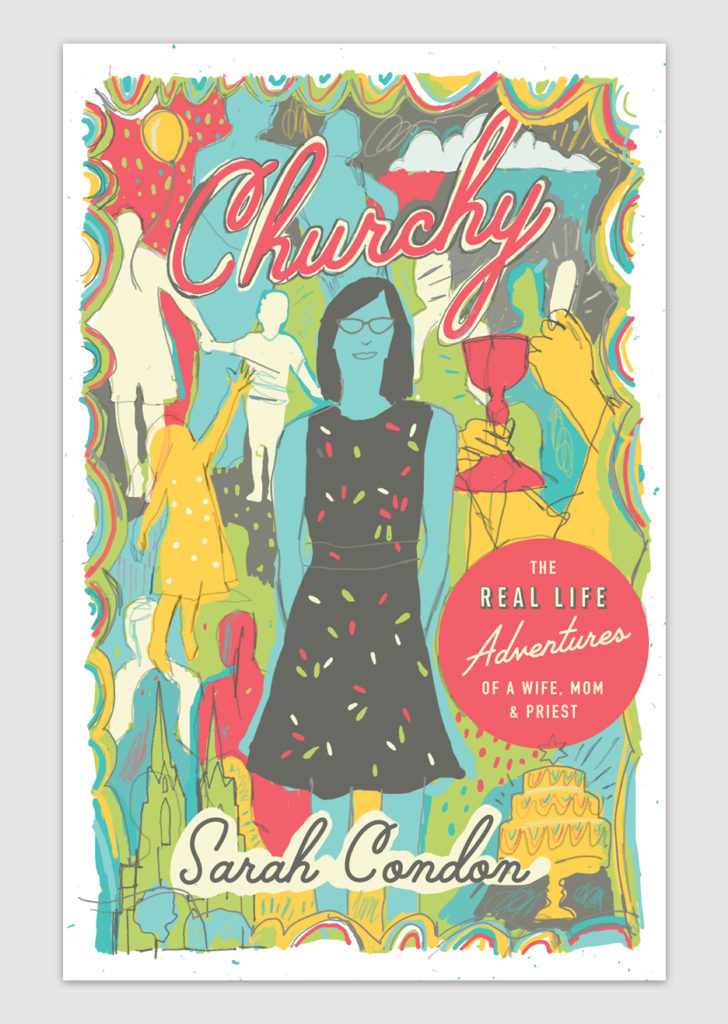 Churchy
THE
REAL LIFE
Adventures
OF A WIFE, MOM
& PRIEST
Sarah Condon